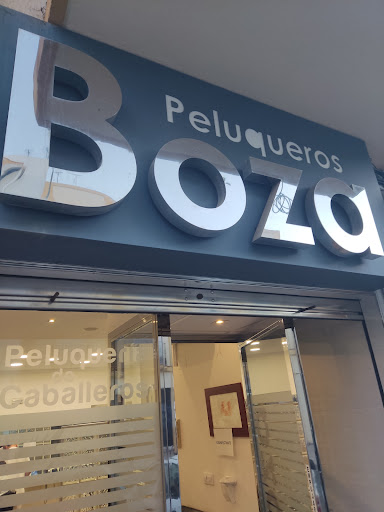 Peluqueros
Boza
Peluquería
de
Caballeros